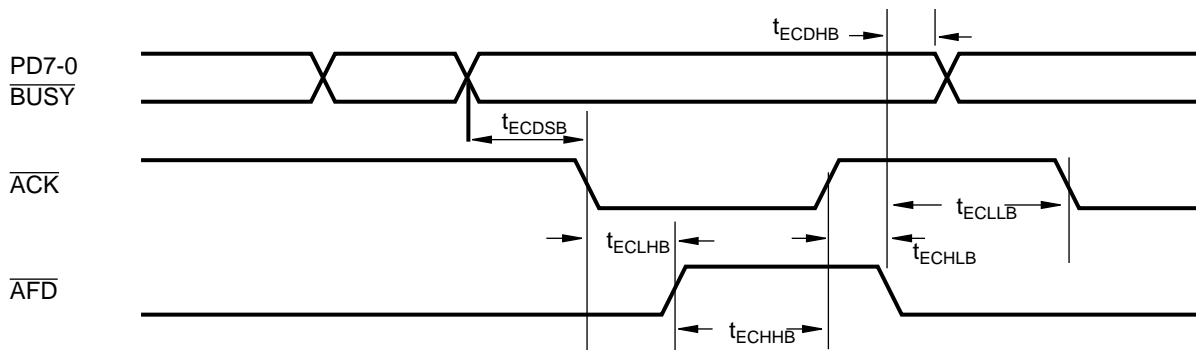 tECDHB
PD7-0
BUSY
tECDSB
ACK
tECLLB
tECLHB
tECHLB
AFD
tECHHB